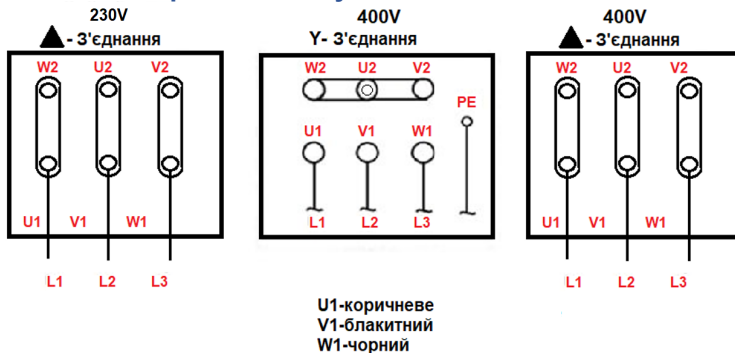 230V
▲- З'єднання
W2 U2 V2
U1 V1 W1
L1 L2 L3
400V
Y- З'єднання
W2 U2 V2
PE
U1 V1 W1
L1 L2 L3
400V
▲- З'єднання
W2 U2 V2
U1 V1 W1
L1 L2 L3
U1-коричневе
V1-блакитний
W1-чорний